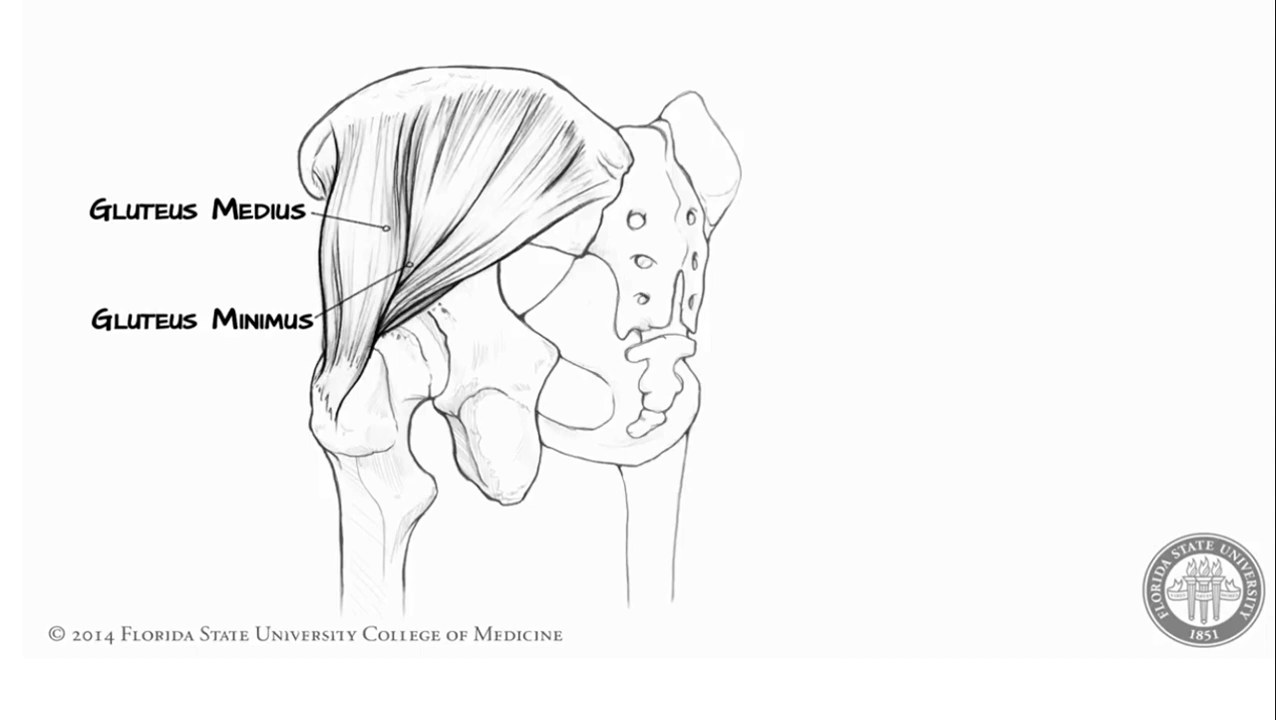 Gluteus Medius
Gluteus Minimus
© 2014 Florida State University College of Medicine
FLORIDA STATE UNIVERSITY
1851